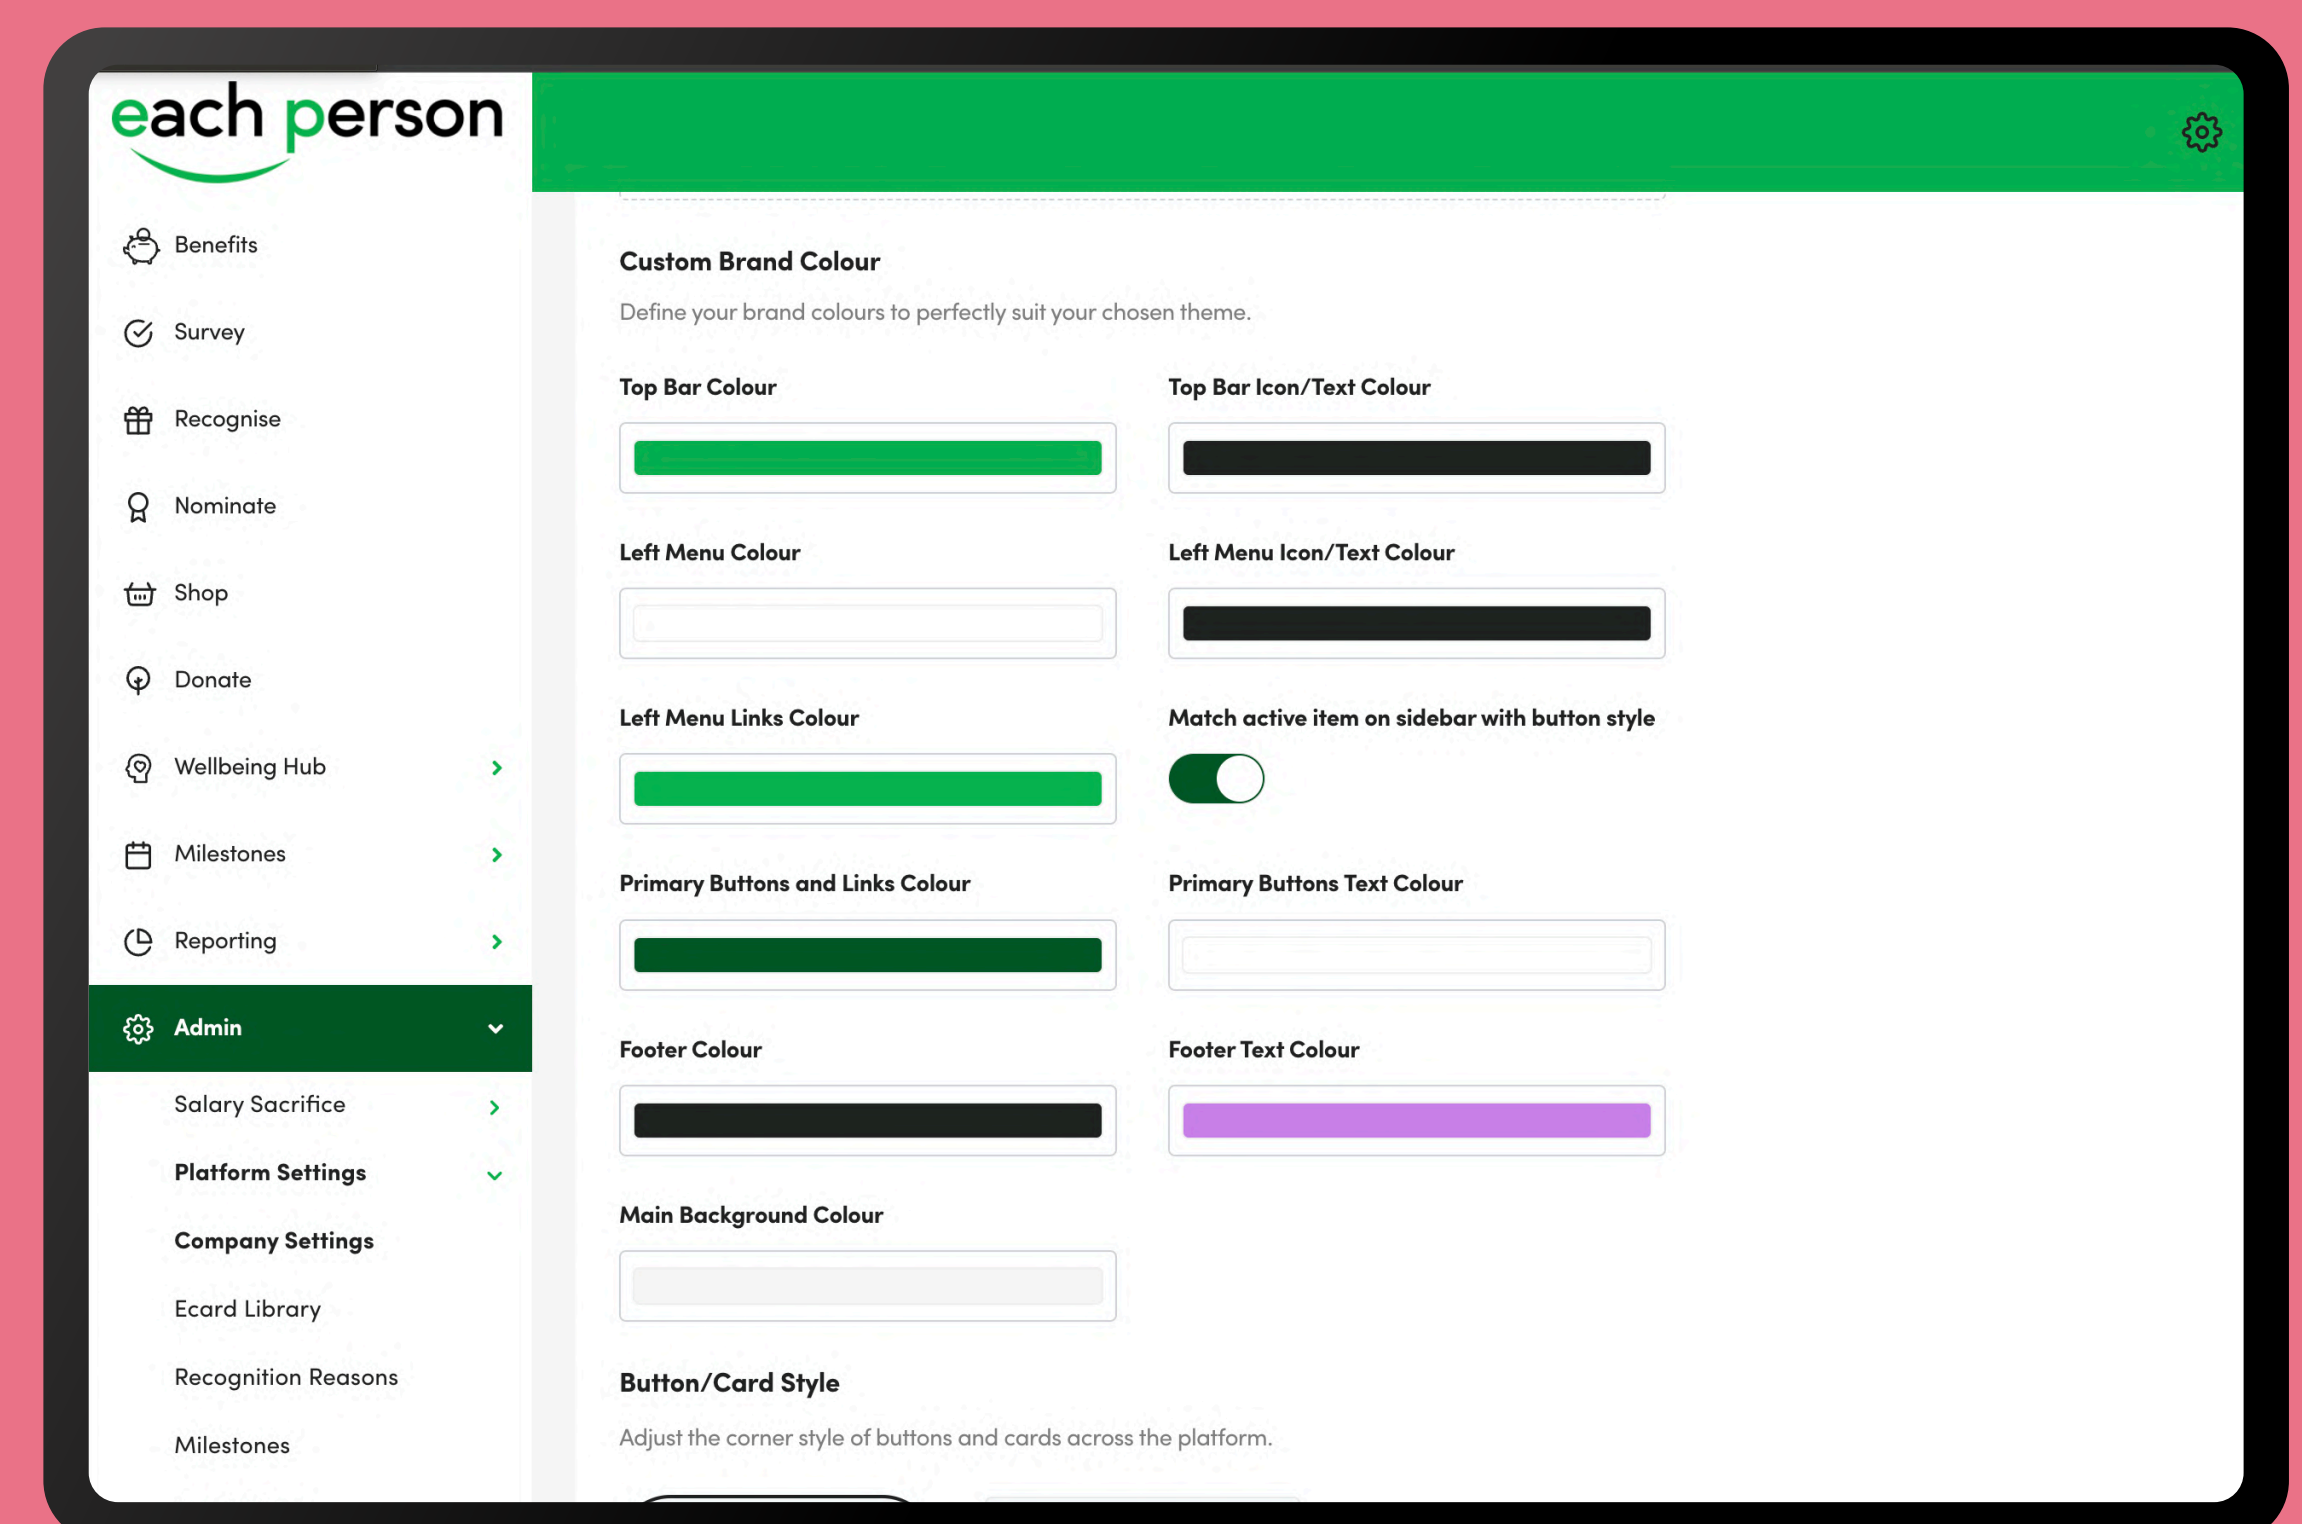 each person
Benefits
Survey
Recognise
Nominate
Shop
Donate
Wellbeing Hub
Milestones
Reporting
Admin
Salary Sacrifice
Platform Settings
Company Settings
Ecard Library
Recognition Reasons
Milestones
Custom Brand Colour
Define your brand colours to perfectly suit your chosen theme.
Top Bar Colour
Top Bar Icon/Text Colour
Left Menu Colour
Left Menu Icon/Text Colour
Left Menu Links Colour
Match active item on sidebar with button style
Primary Buttons and Links Colour
Primary Buttons Text Colour
Footer Colour
Footer Text Colour
Main Background Colour
Button/Card Style
Adjust the corner style of buttons and cards across the platform.